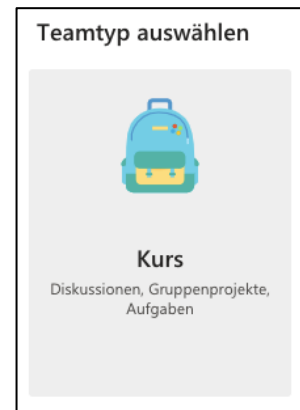 Teamtyp auswählen
Kurs
Diskussionen, Gruppenprojekte,
Aufgaben